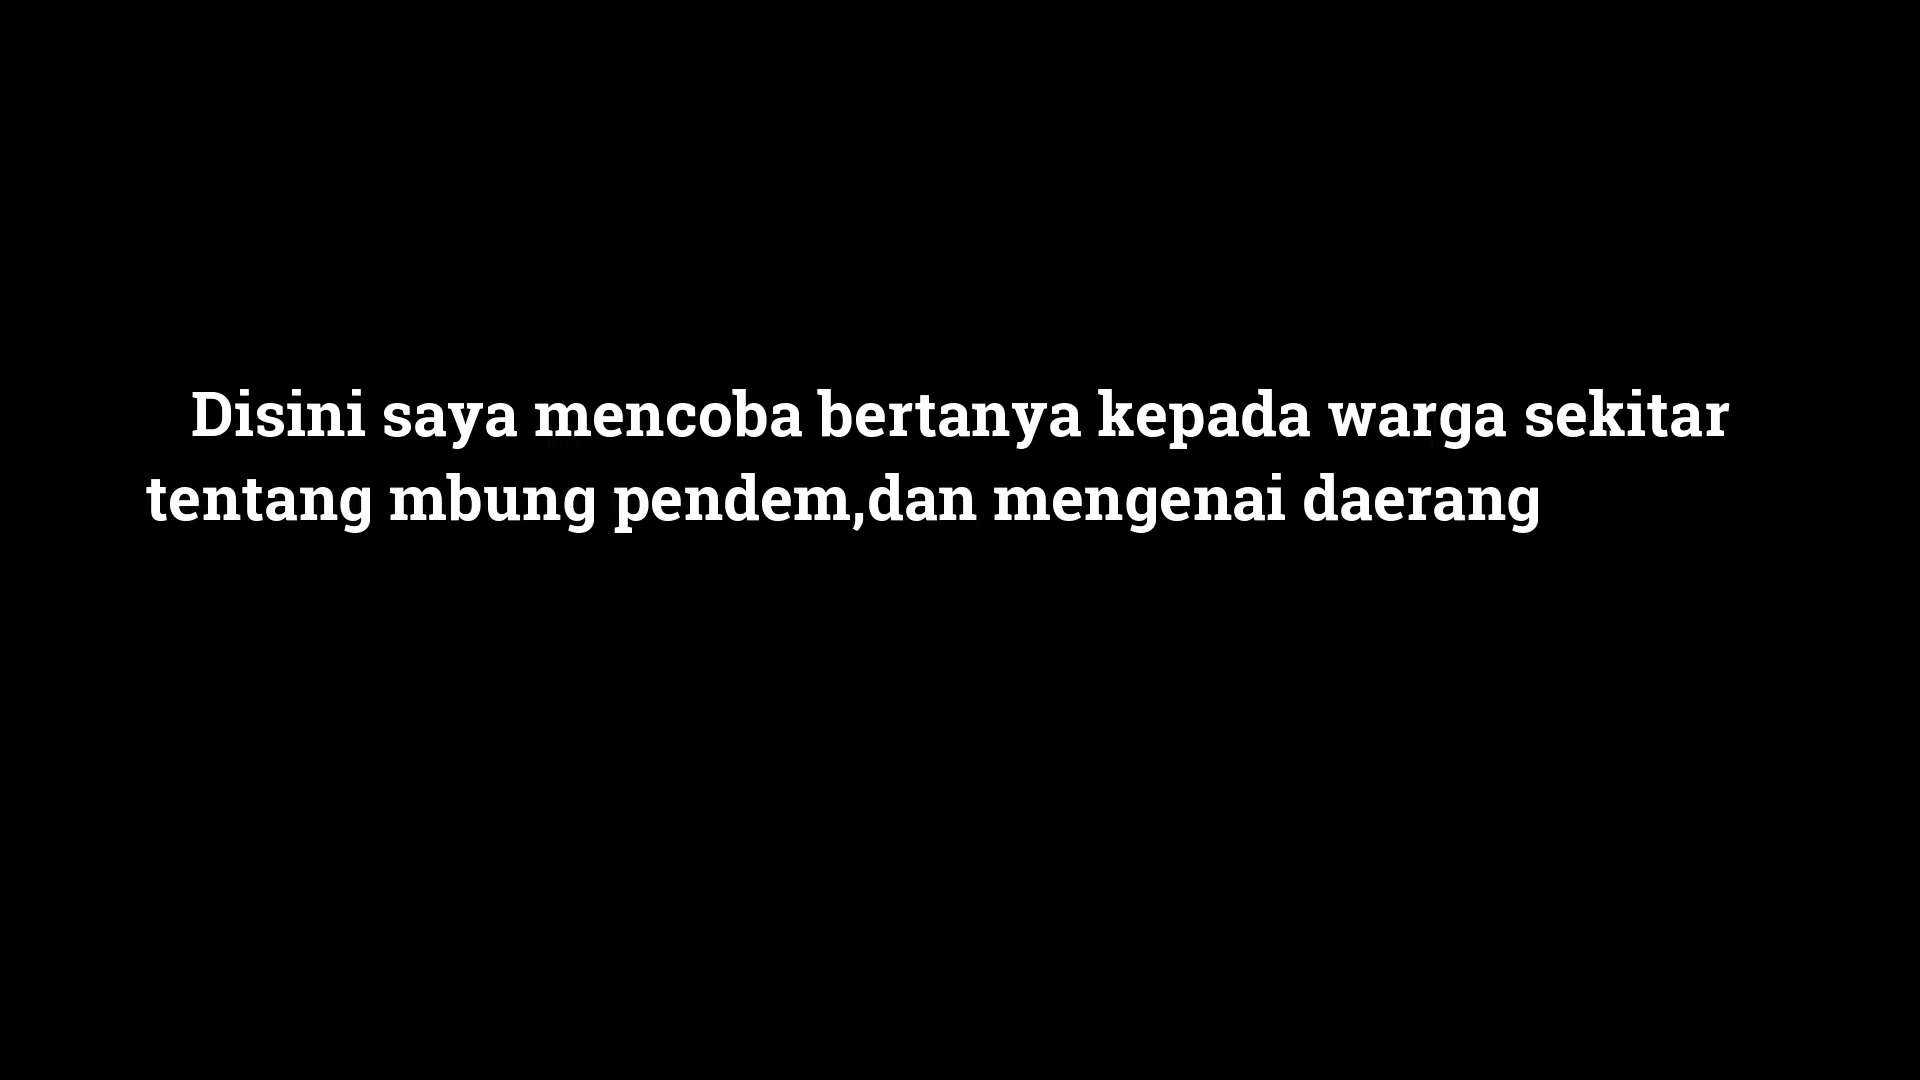 Disini saya mencoba bertanya kepada warga sekitar
tentang mbung pendem,dan mengenai daerang